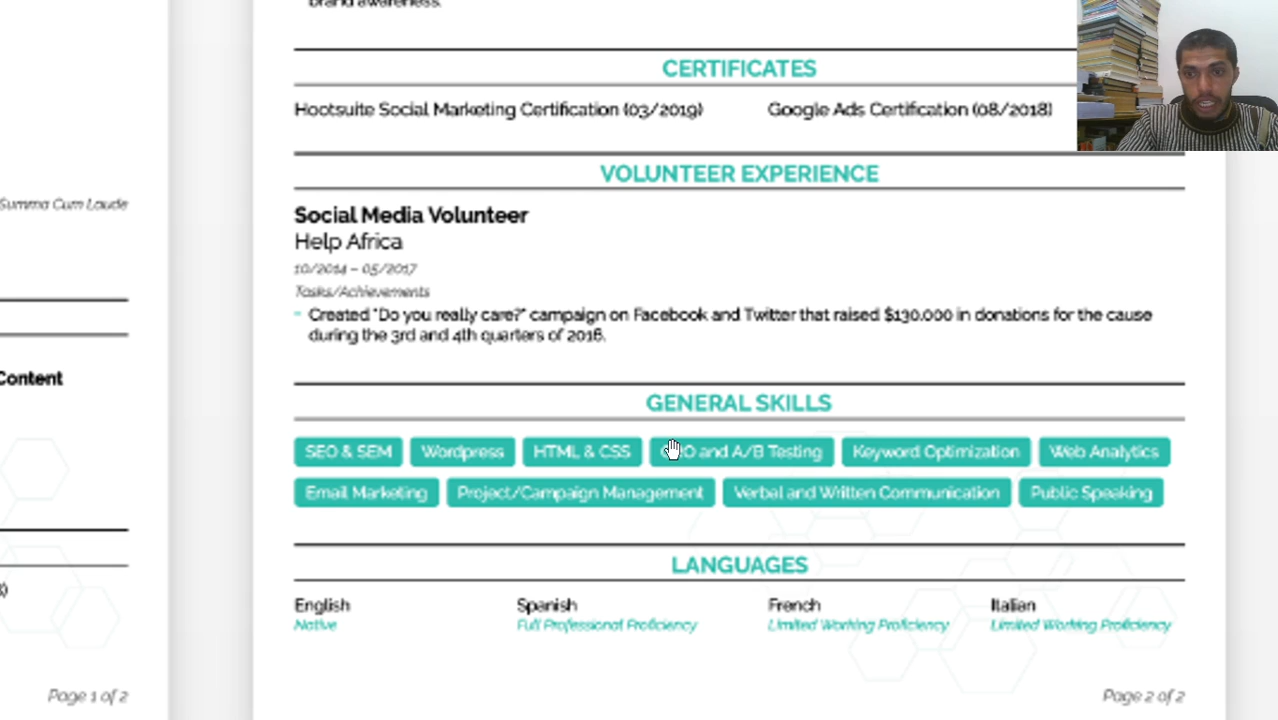 brand awareness.
CERTIFICATES
Hootsuite Social Marketing Certification (03/2019)
Google Ads Certification (08/2018)
VOLUNTEER EXPERIENCE
Summa Cum Laude
Social Media Volunteer
Help Africa
10/2014 – 05/2017
Tasks/Achievements
- Created "Do you really care?" campaign on Facebook and Twitter that raised $130.000 in donations for the cause
during the 3rd and 4th quarters of 2016.
Content
GENERAL SKILLS
SEO & SEM Wordpress HTML & CSS and A/B Testing Keyword Optimization Web Analytics
Email Marketing Project/Campaign Management Verbal and Written Communication Public Speaking
LANGUAGES
English Spanish French Italian
Native Full Professional Proficiency Limited Working Proficiency Limited Working Proficiency
Page 1 of 2
Page 2 of 2